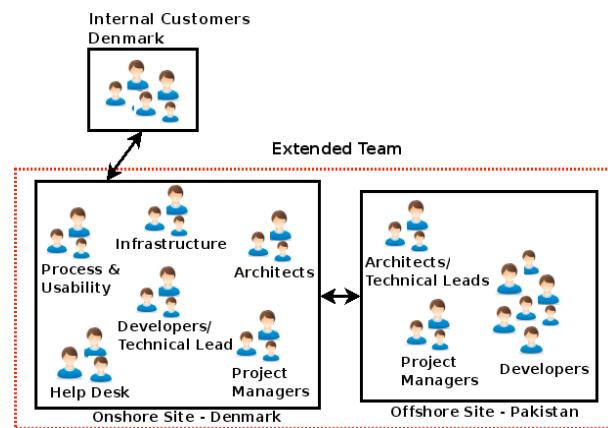 Internal Customers
Denmark
Extended Team
Infrastructure
Process &
Usability
Architects
Developers/
Technical Lead
Help Desk
Project
Managers
Onshore Site - Denmark
Architects/
Technical Leads
Project
Managers
Developers
Offshore Site - Pakistan